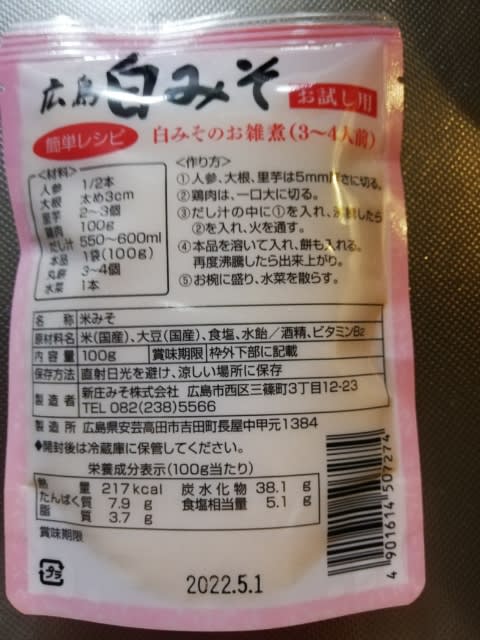 広島 白みそ お試し用
簡単レシピ 白みそのお雑煮(3〜4人前)
<材料>
人参 1/2本
大根 太め3cm
里芋 2〜3個
鶏肉 100g
だし汁 550〜600ml
本品 1袋(100g)
丸餅 3〜4個
水菜 1本
<作り方>
①人参、大根、里芋は5mm厚さに切る。
②鶏肉は、一口大に切る。
③だし汁の中に①を入れ、沸騰したら
②を入れ、火を通す。
④本品を溶いて入れ、餅も入れる。
再度沸騰したら出来上がり。
⑤お椀に盛り、水菜を散らす。
名称 米みそ
原材料名 米(国産)、大豆(国産)、食塩、水飴/酒精、ビタミンB2
内容量 100g 賞味期限 枠外下部に記載
保存方法 直射日光を避け、涼しい場所に保存
製造者 新庄みそ株式会社 広島市西区三篠町3丁目12-23
TEL 082(238)5566
製造所 広島県安芸高田市吉田町長屋中甲元1384
◆開封後は冷蔵庫に保管してください。
栄養成分表示(100g当たり)
熱量 217kcal 炭水化物 38.1 g
たんぱく質 7.9 g 食塩相当量 5.1 g
脂質 3.7 g
賞味期限
プラ
2022.5.1
4 901614 507274